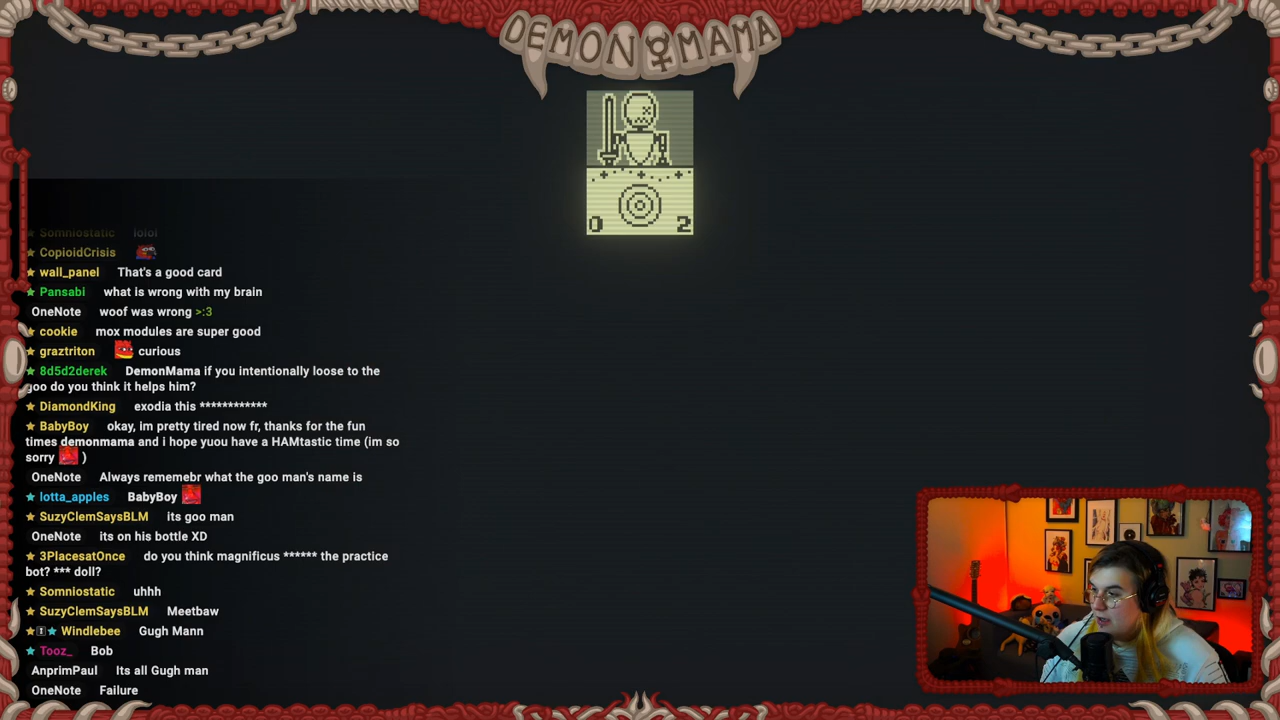 DEMON MAMA
0 2
Somniostatic lolol
CopioidCrisis
wall_panel That's a good card
Pansabi what is wrong with my brain
OneNote woof was wrong >:3
cookie mox modules are super good
graztriton curious
8d5d2derek DemonMama if you intentionally loose to the
goo do you think it helps him?
DiamondKing exodia this ************
BabyBoy okay, im pretty tired now fr, thanks for the fun
times demonmama and i hope yuou have a HAMtastic time (im so
sorry )
OneNote Always rememebr what the goo man's name is
lotta_apples BabyBoy
SuzyClemSaysBLM its goo man
OneNote its on his bottle XD
3PlacesatOnce do you think magnificus ****** the practice
bot? *** doll?
Somniostatic uhhh
SuzyClemSaysBLM Meetbaw
Windlebee Gugh Mann
Tooz_ Bob
AnprimPaul Its all Gugh man
OneNote Failure